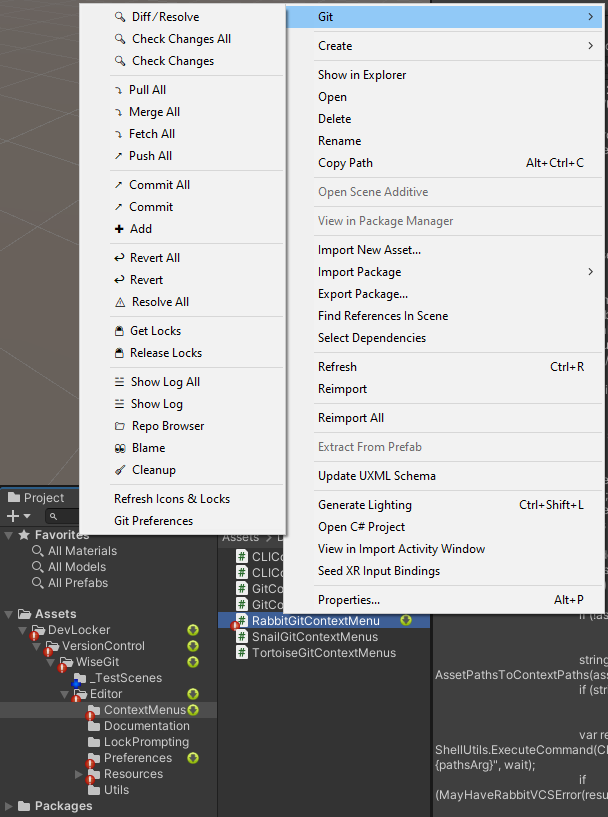 Diff/Resolve
Check Changes All
Check Changes
Pull All
Merge All
Fetch All
Push All
Commit All
Commit
Add
Revert All
Revert
Resolve All
Get Locks
Release Locks
Show Log All
Show Log
Repo Browser
Blame
Cleanup
Refresh Icons & Locks
Git Preferences
Git
Create
Show in Explorer
Open
Delete
Rename
Copy Path Alt+Ctrl+C
Open Scene Additive
View in Package Manager
Import New Asset...
Import Package
Export Package...
Find References In Scene
Select Dependencies
Refresh Ctrl+R
Reimport
Reimport All
Extract From Prefab
Update UXML Schema
Generate Lighting Ctrl+Shift+L
Open C# Project
View in Import Activity Window
Seed XR Input Bindings
Properties... Alt+P
Project
Favorites
All Materials
All Models
All Prefabs
Assets
DevLocker
VersionControl
WiseGit
_TestScenes
Editor
ContextMenus
Documentation
LockPrompting
Preferences
Resources
Utils
Packages
Assets
CLICo
CLICo
GitCo
GitCo
RabbitGitContextMenu
SnailGitContextMenus
TortoiseGitContextMenus
string
AssetPathsToContextPaths(as
if (str
var re
ShellUtils.ExecuteCommand(Cl
{pathsArg}", wait);
if
(MayHaveRabbitVCSError(resu